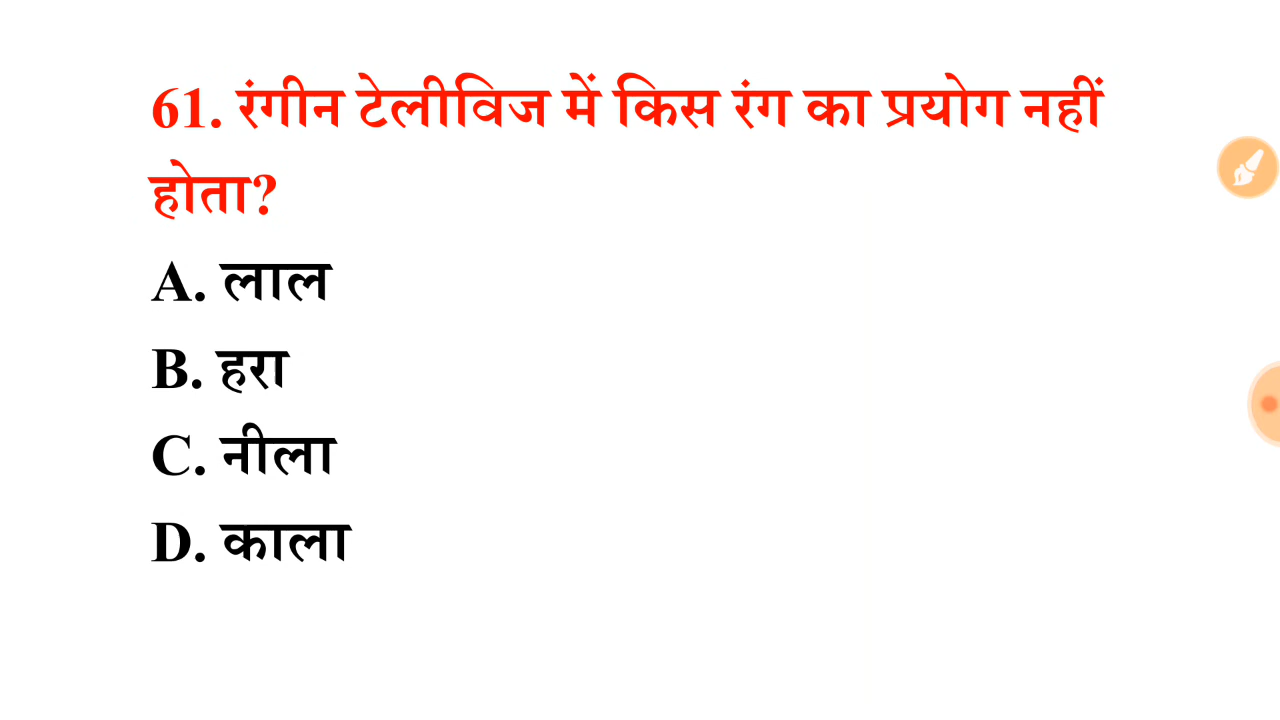 61. रंगीन टेलीविज में किस रंग का प्रयोग नहीं
होता?
A. लाल
B. हरा
C. नीला
D. काला